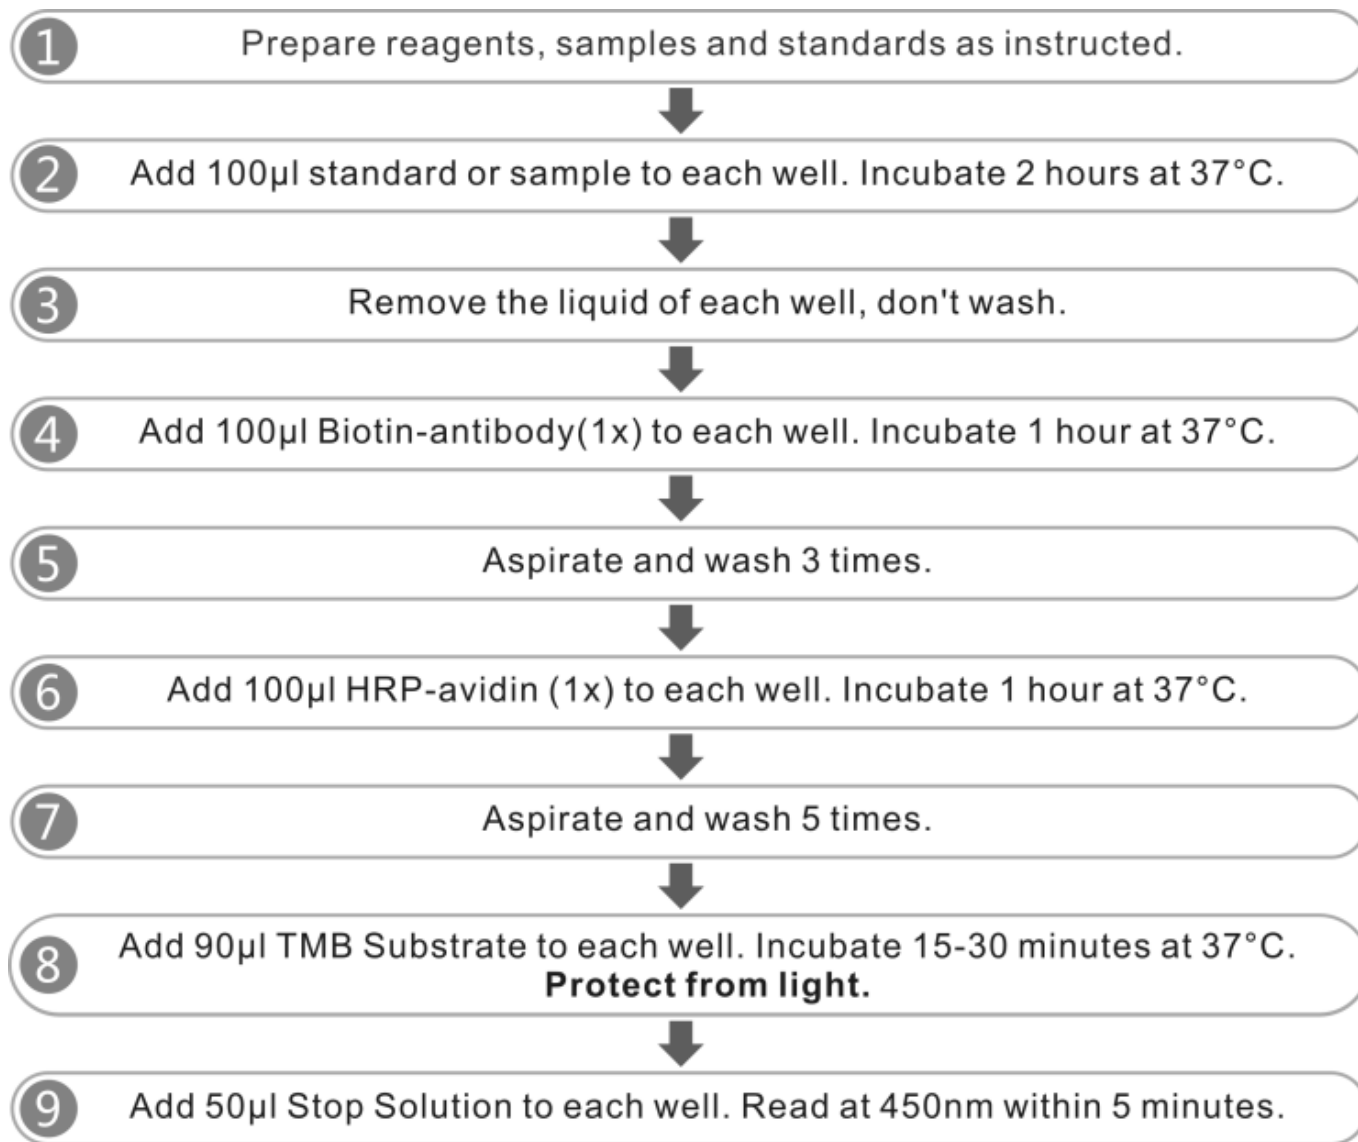 1 Prepare reagents, samples and standards as instructed.
2 Add 100µl standard or sample to each well. Incubate 2 hours at 37°C.
3 Remove the liquid of each well, don't wash.
4 Add 100µl Biotin-antibody(1x) to each well. Incubate 1 hour at 37°C.
5 Aspirate and wash 3 times.
6 Add 100µl HRP-avidin (1x) to each well. Incubate 1 hour at 37°C.
7 Aspirate and wash 5 times.
8 Add 90µl TMB Substrate to each well. Incubate 15-30 minutes at 37°C.
Protect from light.
9 Add 50µl Stop Solution to each well. Read at 450nm within 5 minutes.